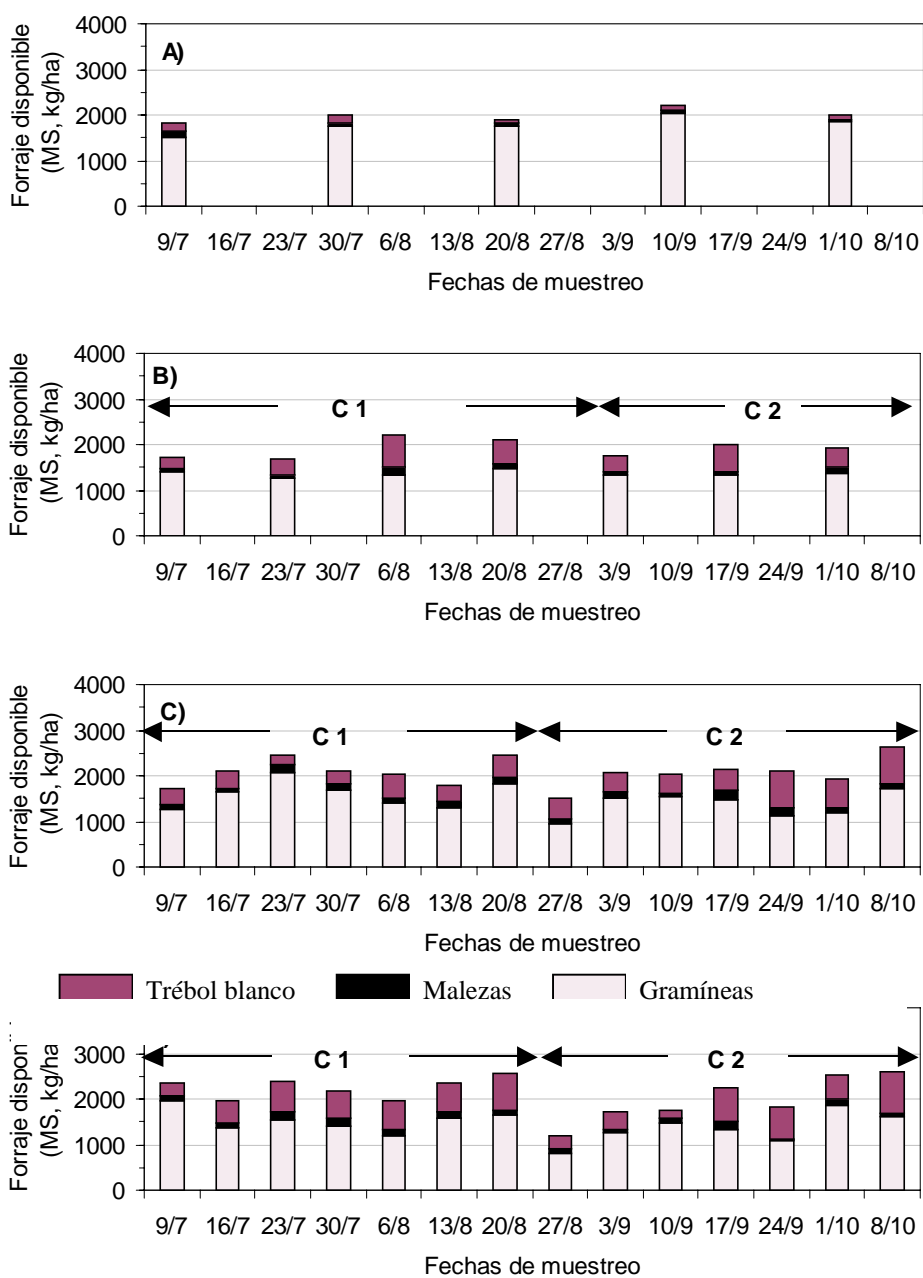 4000
A)
3000
2000
1000
0
Forraje disponible
(MS, kg/ha)
9/7 16/7 23/7 30/7 6/8 13/8 20/8 27/8 3/9 10/9 17/9 24/9 1/10 8/10
Fechas de muestreo
4000
B)
3000
C 1 C 2
2000
1000
0
Forraje disponible
(MS, kg/ha)
9/7 16/7 23/7 30/7 6/8 13/8 20/8 27/8 3/9 10/9 17/9 24/9 1/10 8/10
Fechas de muestreo
4000
C)
3000
C 1 C 2
2000
1000
0
Forraje disponible
(MS, kg/ha)
9/7 16/7 23/7 30/7 6/8 13/8 20/8 27/8 3/9 10/9 17/9 24/9 1/10 8/10
Fechas de muestreo
Trébol blanco Malezas Gramíneas
3000
C 1 C 2
2000
1000
0
Forraje
(MS, kg/ha
9/7 16/7 23/7 30/7 6/8 13/8 20/8 27/8 3/9 10/9 17/9 24/9 1/10 8/10
Fechas de muestreo